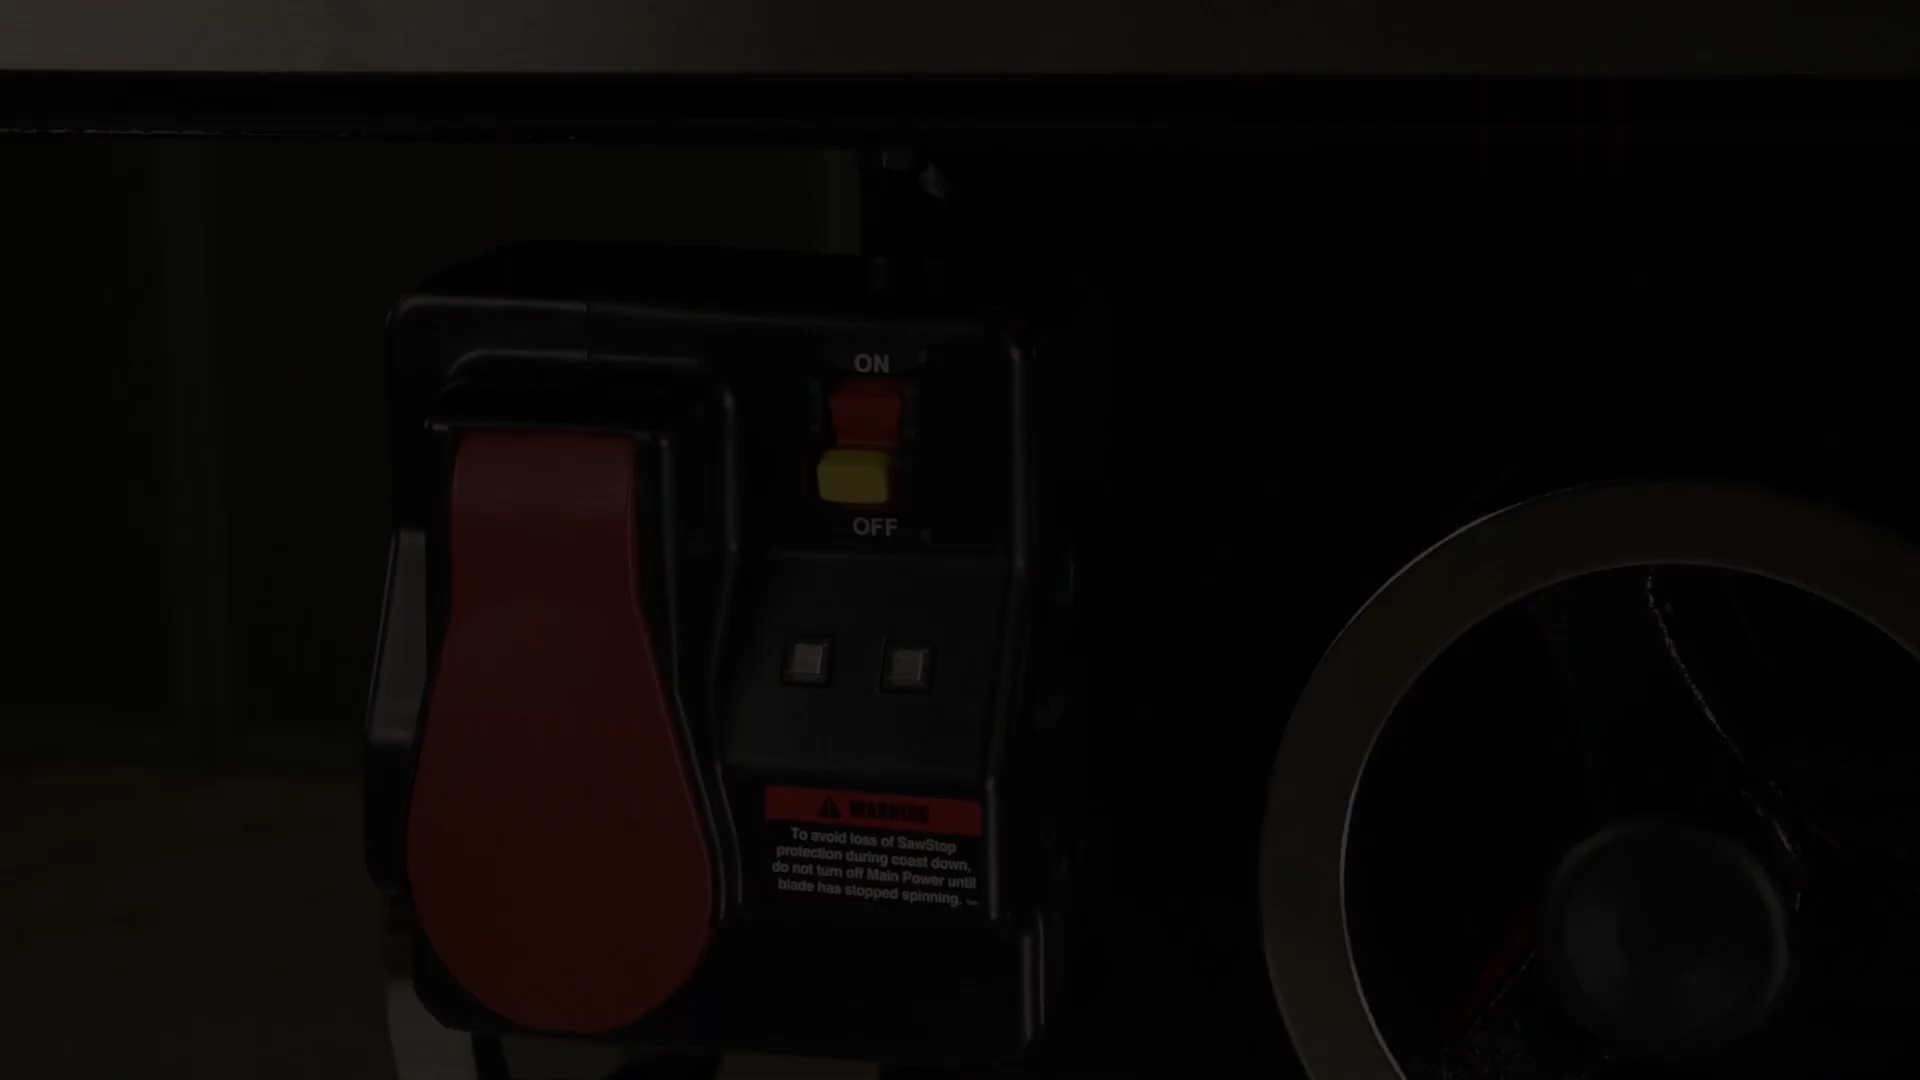 ON
OFF
WARNING
To avoid loss of SawStop
protection during coast down,
do not turn off Main Power until
blade has stopped spinning.